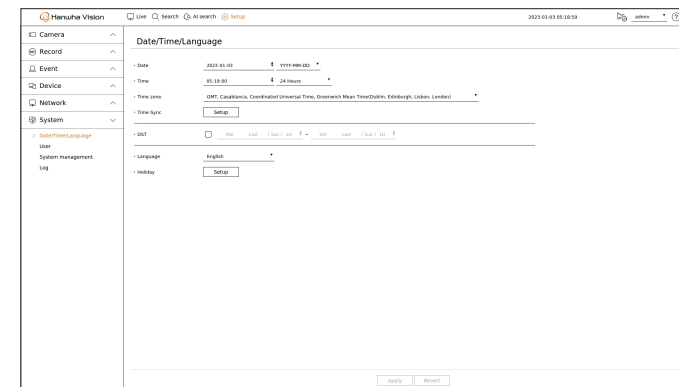 Hanwha Vision
Live Search AI search Setup 2023-01-03 05:18:59 admin
Camera
Record
Event
Device
Network
System
Date/Time/Language
User
System management
Log
Date/Time/Language
Date 2023-01-03 YYYY-MM-DD
Time 05:19:00 24 Hours
Time zone GMT, Casablanca, Coordinated Universal Time, Greenwich Mean Time(Dublin, Edinburgh, Lisbon, London)
Time Sync Setup
DST Mar Last (Sun) 1H – Oct Last (Sun) 1H
Language English
Holiday Setup
Apply Revert